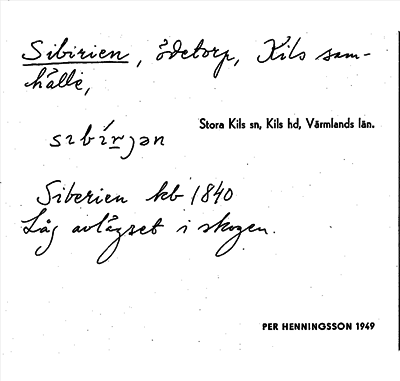 Sibirien, ödetorp, Kils sam-
hälle,
Stora Kils sn, Kils hd, Värmlands län.
sıbírjən
Siberien kb 1840
Låg avlägset i skogen.
PER HENNINGSSON 1949